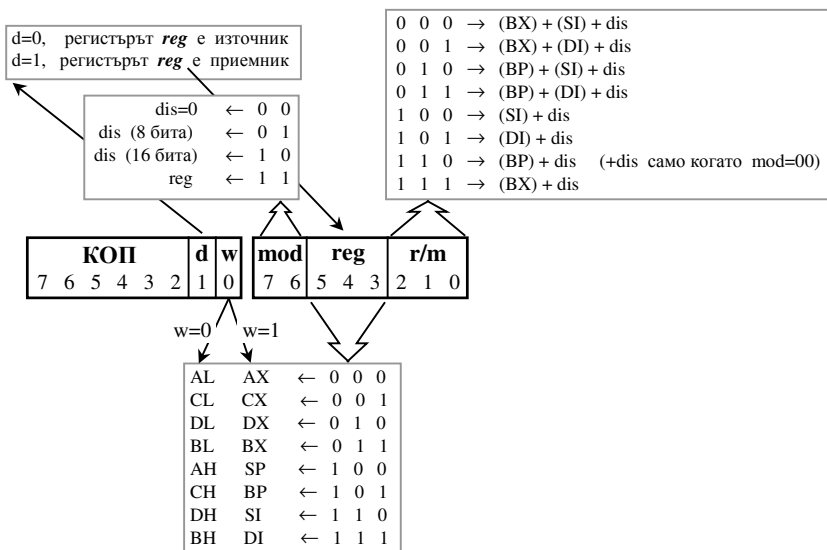 d=0, регистърът reg е източник
d=1, регистърът reg е приемник
0 0 0 → (BX) + (SI) + dis
0 0 1 → (BX) + (DI) + dis
0 1 0 → (BP) + (SI) + dis
0 1 1 → (BP) + (DI) + dis
1 0 0 → (SI) + dis
1 0 1 → (DI) + dis
1 1 0 → (BP) + dis (+dis само когато mod=00)
1 1 1 → (BX) + dis
dis=0 ← 0 0
dis (8 бита) ← 0 1
dis (16 бита) ← 1 0
reg ← 1 1
КОП d w mod reg r/m
7 6 5 4 3 2 1 0 7 6 5 4 3 2 1 0
w=0 w=1
AL AX ← 0 0 0
CL CX ← 0 0 1
DL DX ← 0 1 0
BL BX ← 0 1 1
AH SP ← 1 0 0
CH BP ← 1 0 1
DH SI ← 1 1 0
BH DI ← 1 1 1